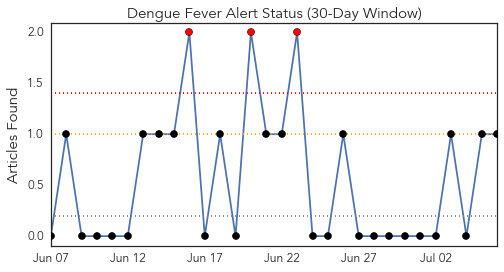 Dengue Fever Alert Status (30-Day Window)
Articles Found
2.0
1.5
1.0
0.5
0.0
Jun 07 Jun 12 Jun 17 Jun 22 Jun 27 Jul 02